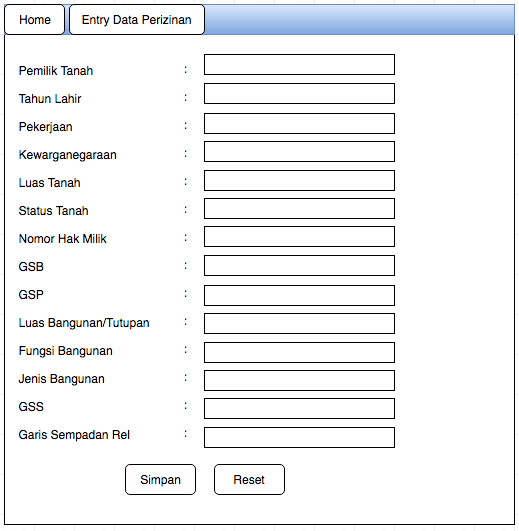 Home Entry Data Perizinan
Pemilik Tanah :
Tahun Lahir :
Pekerjaan :
Kewarganegaraan :
Luas Tanah :
Status Tanah :
Nomor Hak Milik :
GSB :
GSP :
Luas Bangunan/Tutupan :
Fungsi Bangunan :
Jenis Bangunan :
GSS :
Garis Sempadan Rel :
Simpan Reset